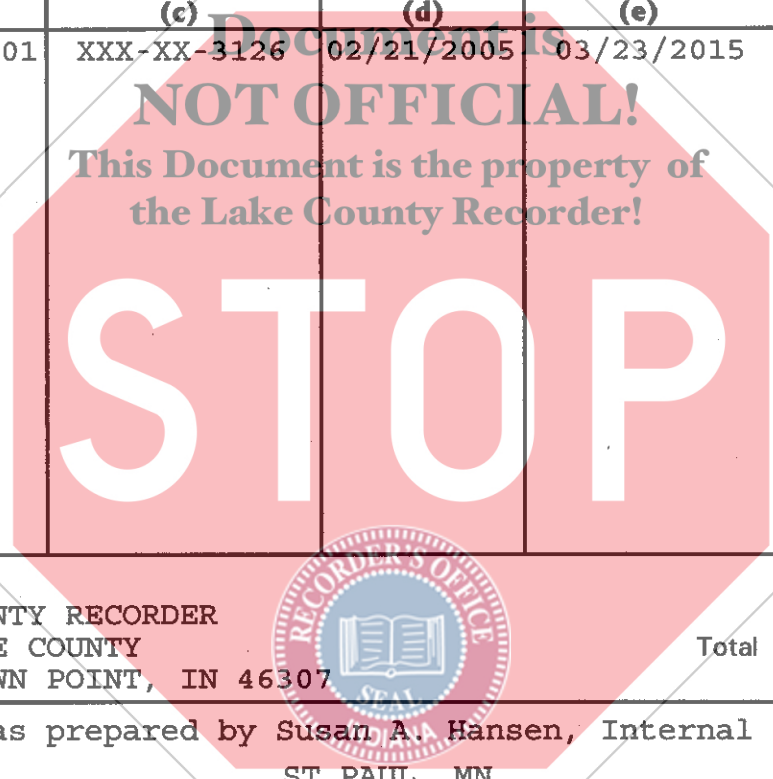 (c) (d) (e)
01 XXX-XX-3126 02/21/2005 03/23/2015
Document is
NOT OFFICIAL!
This Document is the property of
the Lake County Recorder!
STOP
RECORDER'S OFFICE
SEAL
INDIANA
NTY RECORDER
E COUNTY
Total
WN POINT, IN 46307
as prepared by Susan A. Hansen, Internal
ST PAUL, MN